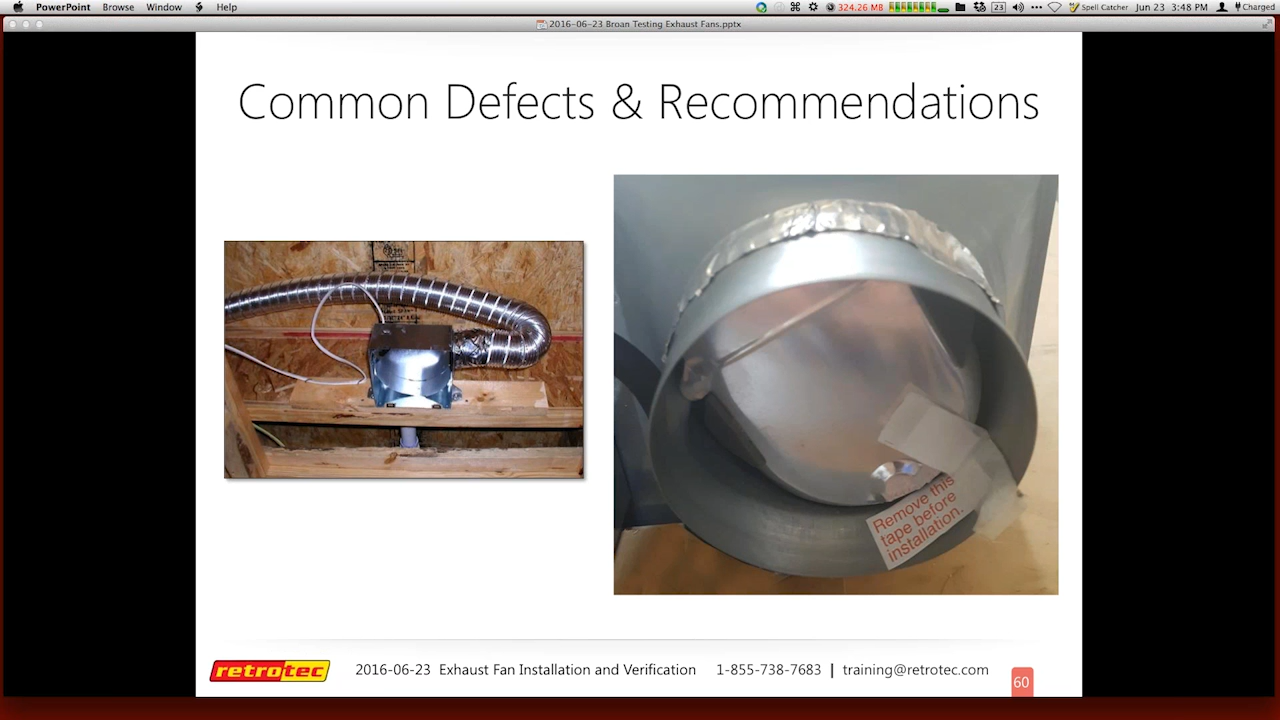 PowerPoint Browse Window Help 324.26 MB 23 Spell Catcher Jun 23 3:48 PM Charged
2016-06-23 Broan Testing Exhaust Fans.pptx
Common Defects & Recommendations
Remove this
tape before
installation.
retrotec
2016-06-23 Exhaust Fan Installation and Verification 1-855-738-7683 | training@retrotec.com
60